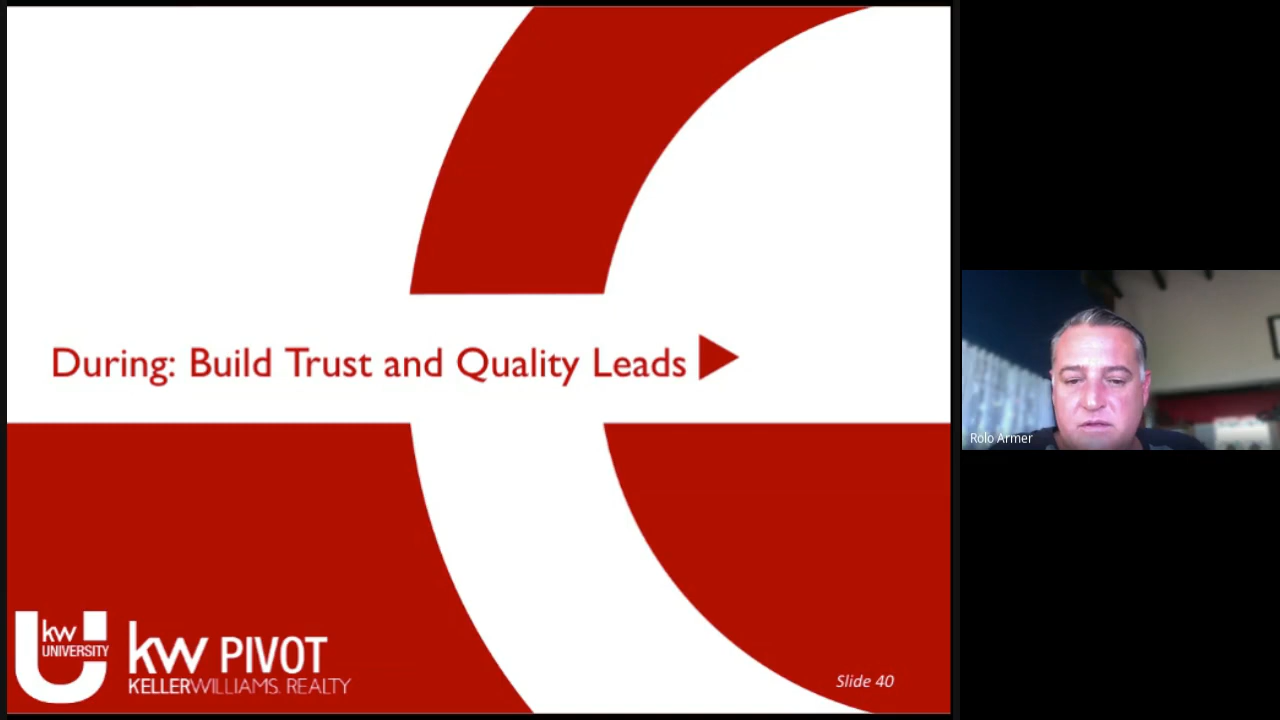 During: Build Trust and Quality Leads
kw
UNIVERSITY
kw PIVOT
KELLERWILLIAMS. REALTY
Slide 40
Rolo Armer